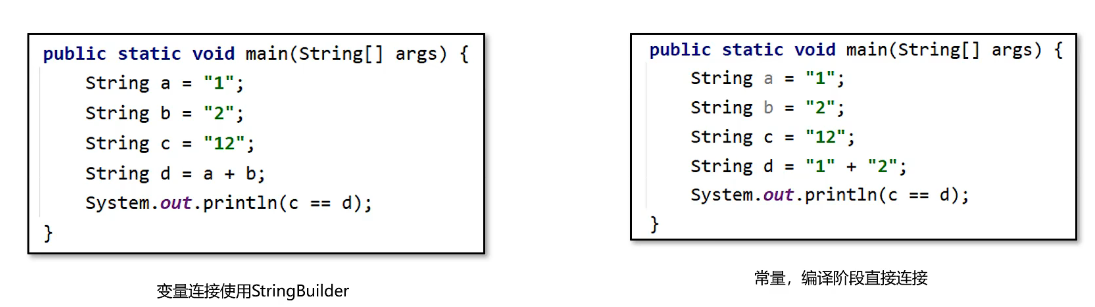 public static void main(String[] args) {
    String a = "1";
    String b = "2";
    String c = "12";
    String d = a + b;
    System.out.println(c == d);
}
变量连接使用StringBuilder
public static void main(String[] args) {
    String a = "1";
    String b = "2";
    String c = "12";
    String d = "1" + "2";
    System.out.println(c == d);
}
常量，编译阶段直接连接